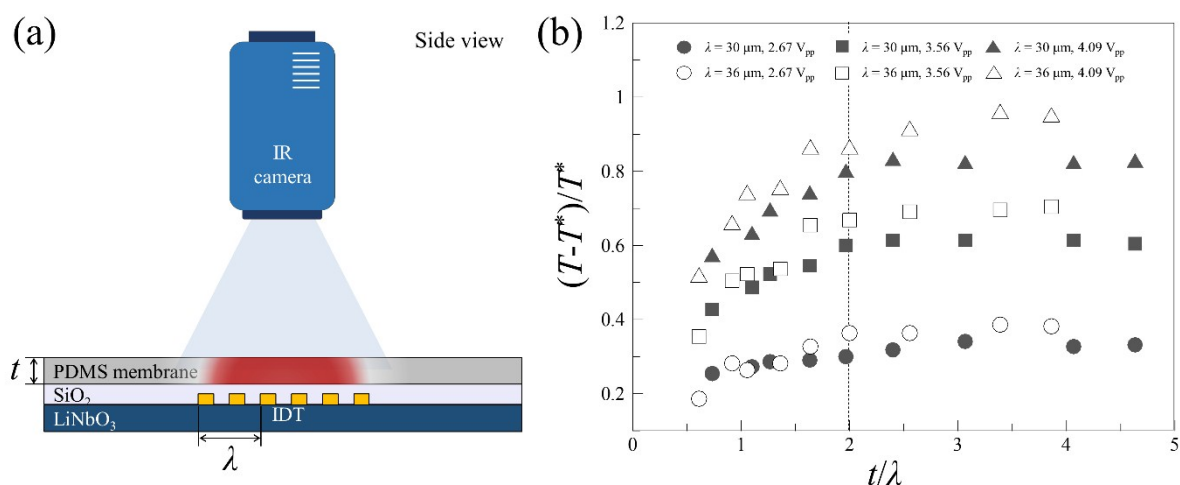 (a)
Side view
IR
camera
t
PDMS membrane
SiO₂
IDT
LiNbO₃
λ
(b)
λ = 30 μm, 2.67 Vpp λ = 30 μm, 3.56 Vpp λ = 30 μm, 4.09 Vpp
λ = 36 μm, 2.67 Vpp λ = 36 μm, 3.56 Vpp λ = 36 μm, 4.09 Vpp
1.2
1
0.8
0.6
0.4
0.2
(T-T*)/T*
0 1 2 3 4 5
t/λ